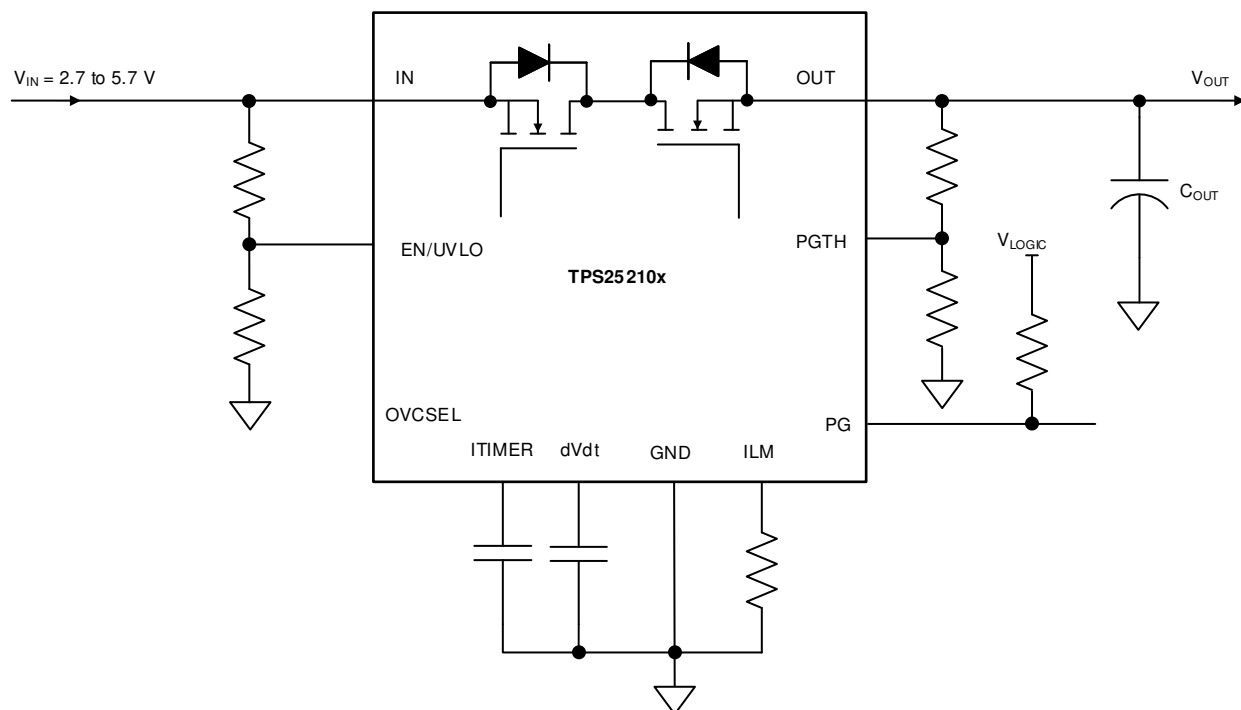 V_IN = 2.7 to 5.7 V
IN
OUT
V_OUT
C_OUT
EN/UVLO
PGTH
V_LOGIC
TPS25210x
OVCSEL
PG
ITIMER
dVdt
GND
ILM